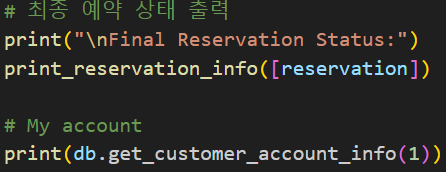 # 최종 예약 상태 출력
print("\nFinal Reservation Status:")
print_reservation_info([reservation])
# My account
print(db.get_customer_account_info(1))